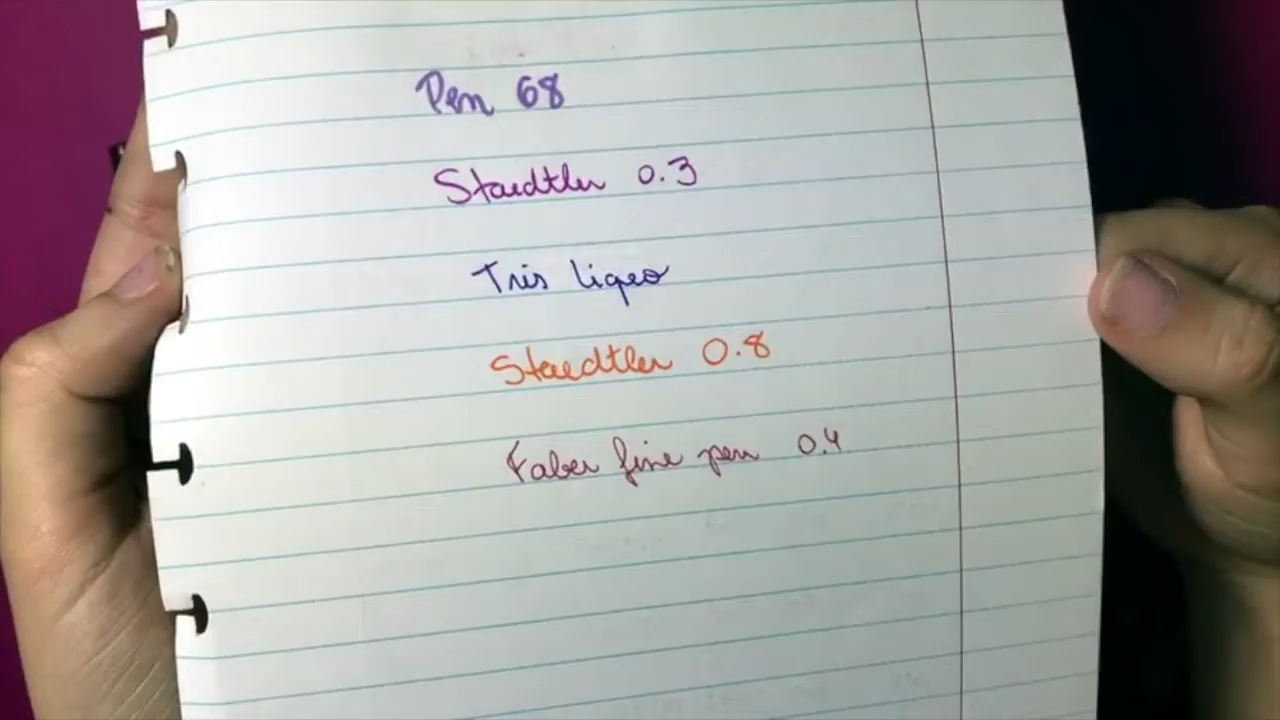 Pen 68
Staedtler 0.3
Tris liqeo
Staedtler 0.8
Faber fine pen 0.4